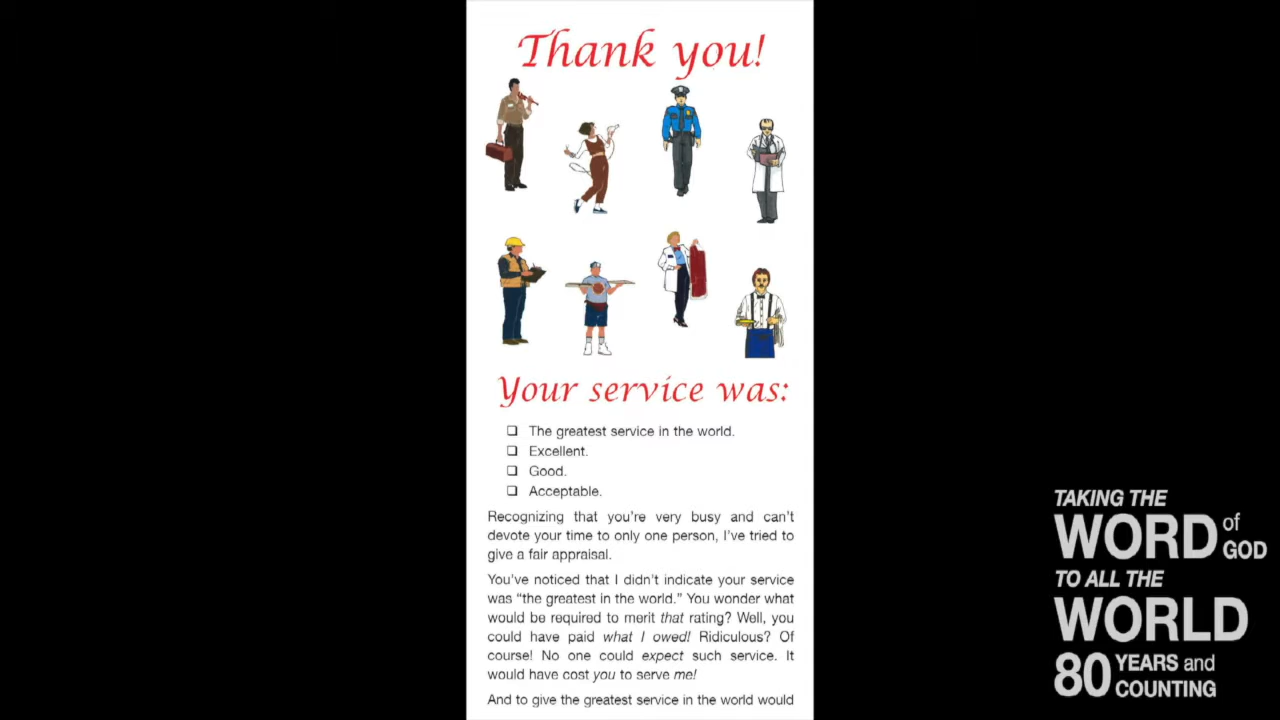 Thank you!
Your service was:
❏ The greatest service in the world.
❏ Excellent.
❏ Good.
❏ Acceptable.
Recognizing that you're very busy and can't
devote your time to only one person, I've tried to
give a fair appraisal.
You've noticed that I didn't indicate your service
was “the greatest in the world.” You wonder what
would be required to merit that rating? Well, you
could have paid what I owed! Ridiculous? Of
course! No one could expect such service. It
would have cost you to serve me!
And to give the greatest service in the world would
TAKING THE
WORD of GOD
TO ALL THE
WORLD
80 YEARS and
COUNTING